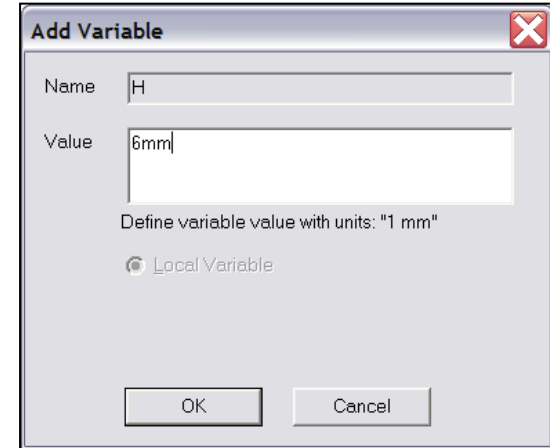 Add Variable
Name H
Value 6mm
Define variable value with units: "1 mm"
Local Variable
OK Cancel